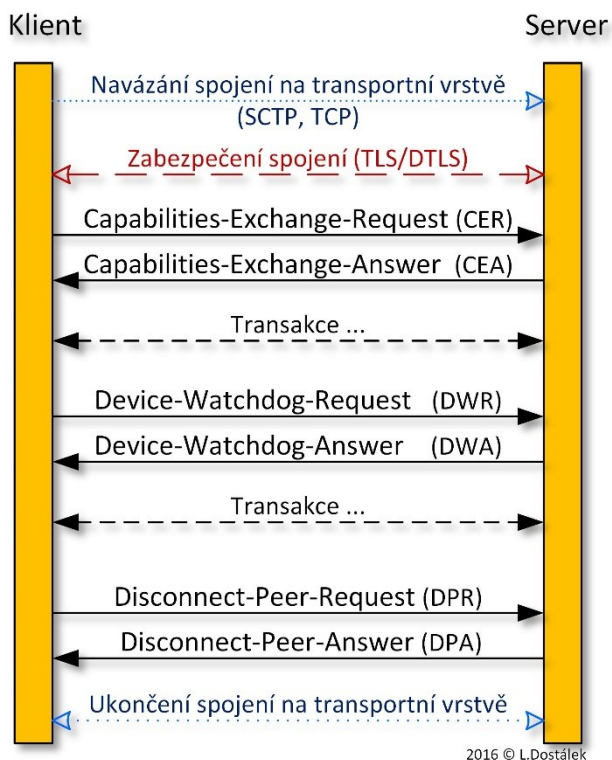 Klient
Server
Navázání spojení na transportní vrstvě
(SCTP, TCP)
Zabezpečení spojení (TLS/DTLS)
Capabilities-Exchange-Request (CER)
Capabilities-Exchange-Answer (CEA)
Transakce ...
Device-Watchdog-Request (DWR)
Device-Watchdog-Answer (DWA)
Transakce ...
Disconnect-Peer-Request (DPR)
Disconnect-Peer-Answer (DPA)
Ukončení spojení na transportní vrstvě
2016 © L.Dostálek